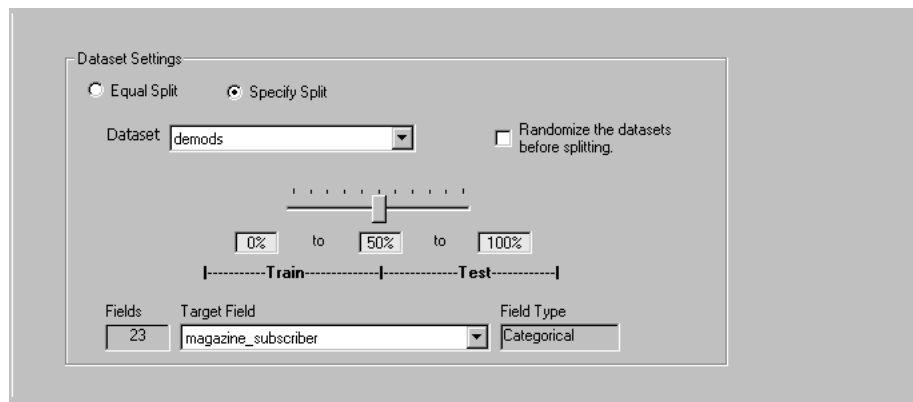 Dataset Settings
Equal Split Specify Split
Dataset demods Randomize the datasets
before splitting.
0% to 50% to 100%
|-----------Train--------------|--------------Test------------|
Fields Target Field Field Type
23 magazine_subscriber Categorical